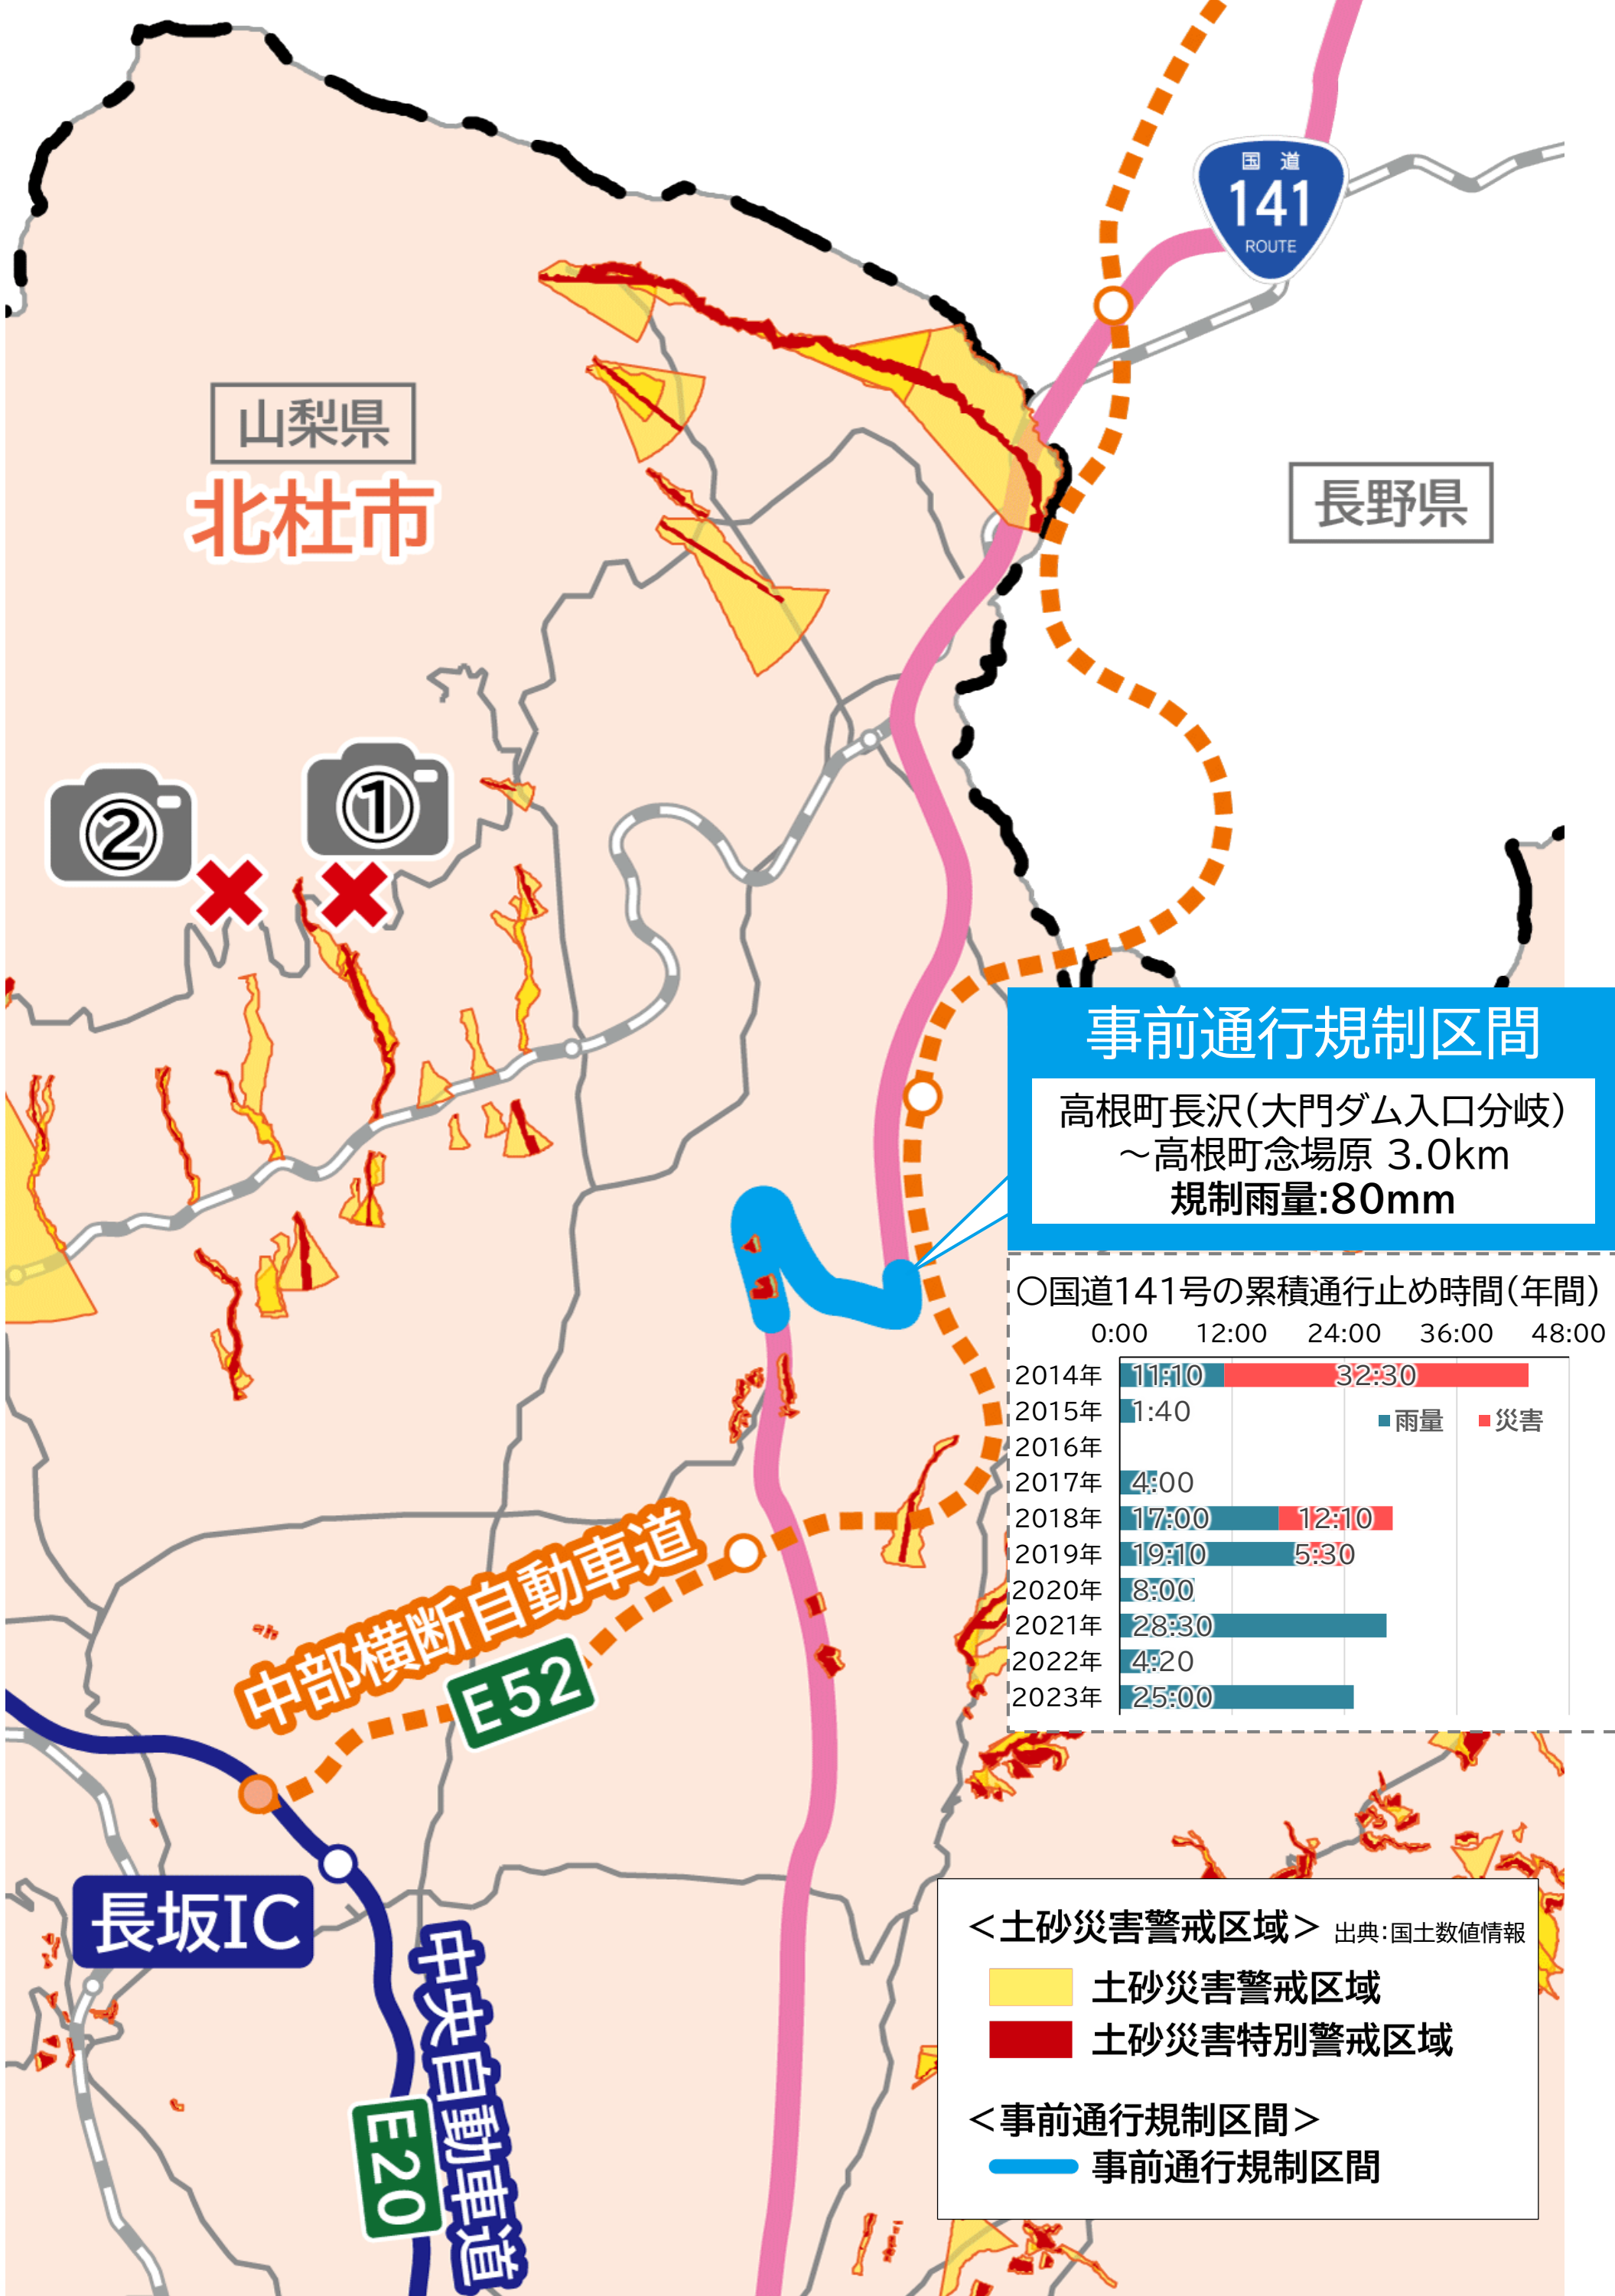 国 道
141
ROUTE
山梨県
北杜市
長野県
①
②
事前通行規制区間
高根町長沢(大門ダム入口分岐)
～高根町念場原 3.0km
規制雨量:80mm
○国道141号の累積通行止め時間(年間)
0:00 12:00 24:00 36:00 48:00
2014年 11:10 32:30
2015年 1:40
雨量 災害
2016年
2017年 4:00
2018年 17:00 12:10
2019年 19:10 5:30
2020年 8:00
2021年 28:30
2022年 4:20
2023年 25:00
中部横断自動車道
E52
長坂IC
中央自動車道
E20
＜土砂災害警戒区域＞ 出典:国土数値情報
土砂災害警戒区域
土砂災害特別警戒区域
＜事前通行規制区間＞
事前通行規制区間